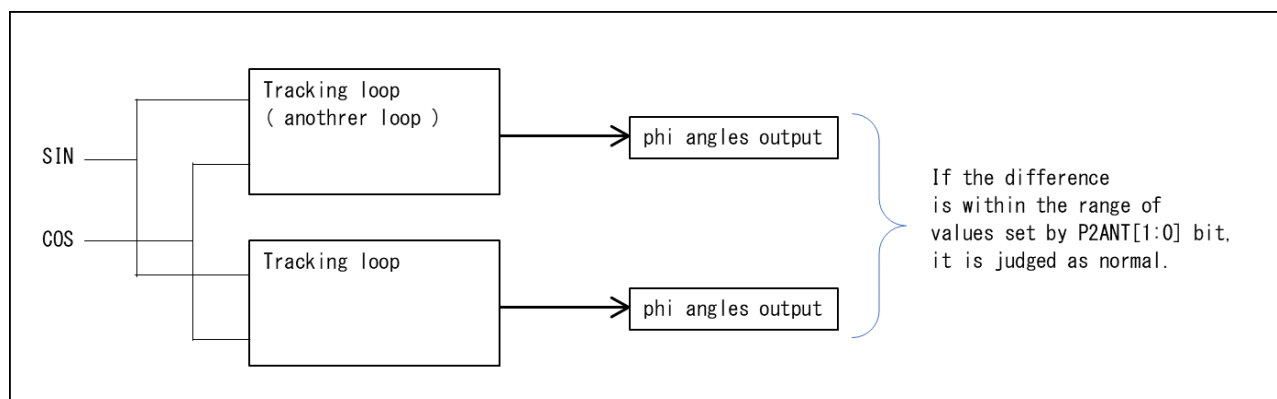 Tracking loop
( anothrer loop )
phi angles output
SIN
COS
If the difference
is within the range of
values set by P2ANT[1:0] bit,
it is judged as normal.
Tracking loop
phi angles output